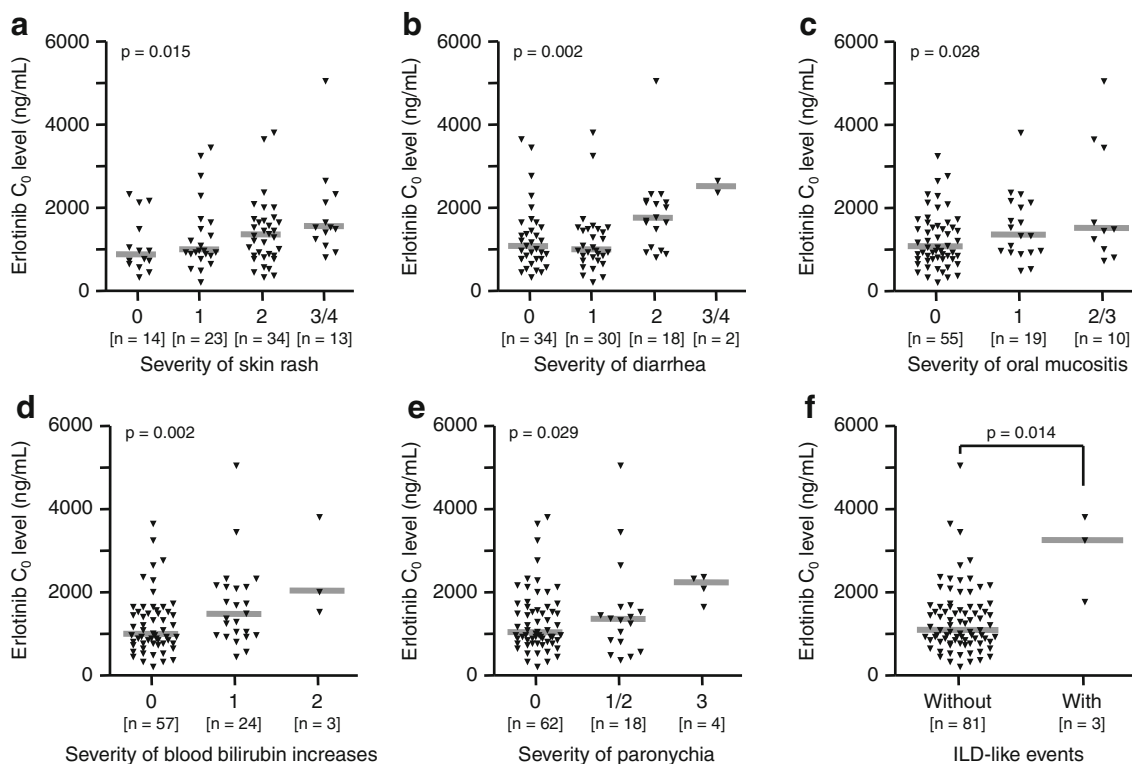 a
Erlotinib C0 level (ng/mL)
6000
4000
2000
0
p = 0.015
0 1 2 3/4
[n = 14] [n = 23] [n = 34] [n = 13]
Severity of skin rash
b
Erlotinib C0 level (ng/mL)
6000
4000
2000
0
p = 0.002
0 1 2 3/4
[n = 34] [n = 30] [n = 18] [n = 2]
Severity of diarrhea
c
Erlotinib C0 level (ng/mL)
6000
4000
2000
0
p = 0.028
0 1 2/3
[n = 55] [n = 19] [n = 10]
Severity of oral mucositis
d
Erlotinib C0 level (ng/mL)
6000
4000
2000
0
p = 0.002
0 1 2
[n = 57] [n = 24] [n = 3]
Severity of blood bilirubin increases
e
Erlotinib C0 level (ng/mL)
6000
4000
2000
0
p = 0.029
0 1/2 3
[n = 62] [n = 18] [n = 4]
Severity of paronychia
f
Erlotinib C0 level (ng/mL)
6000
4000
2000
0
p = 0.014
Without With
[n = 81] [n = 3]
ILD-like events